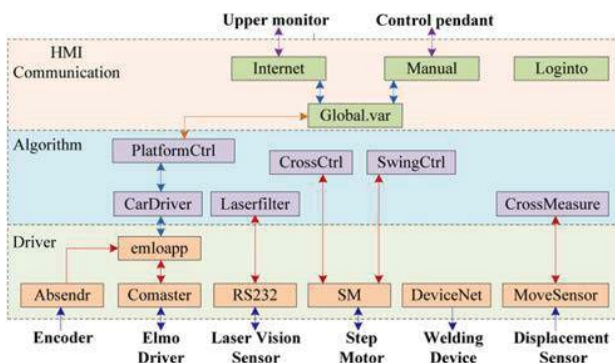 Upper monitor Control pendant
HMI
Communication
Internet Manual Loginto
Global.var
Algorithm
PlatformCtrl
CrossCtrl SwingCtrl
CarDriver Laserfilter CrossMeasure
Driver
emloapp
Absendr Comaster RS232 SM DeviceNet MoveSensor
Encoder Elmo Laser Vision Step Welding Displacement
Driver Sensor Motor Device Sensor